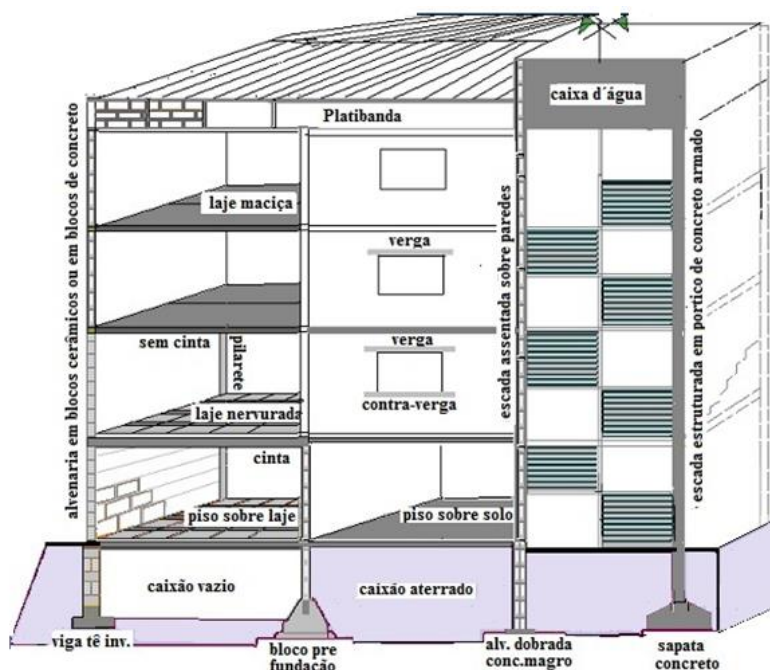 caixa d´água
Platibanda
alvenaria em blocos cerâmicos ou em blocos de concreto
laje maciça
verga
escada assentada sobre paredes
escada estruturada em portico de concreto armado
sem cinta
pilarete
verga
laje nervurada
contra-verga
cinta
piso sobre laje
piso sobre solo
caixão vazio
caixão aterrado
viga tê inv.
bloco pre
fundação
alv. dobrada
conc.magro
sapata
concreto